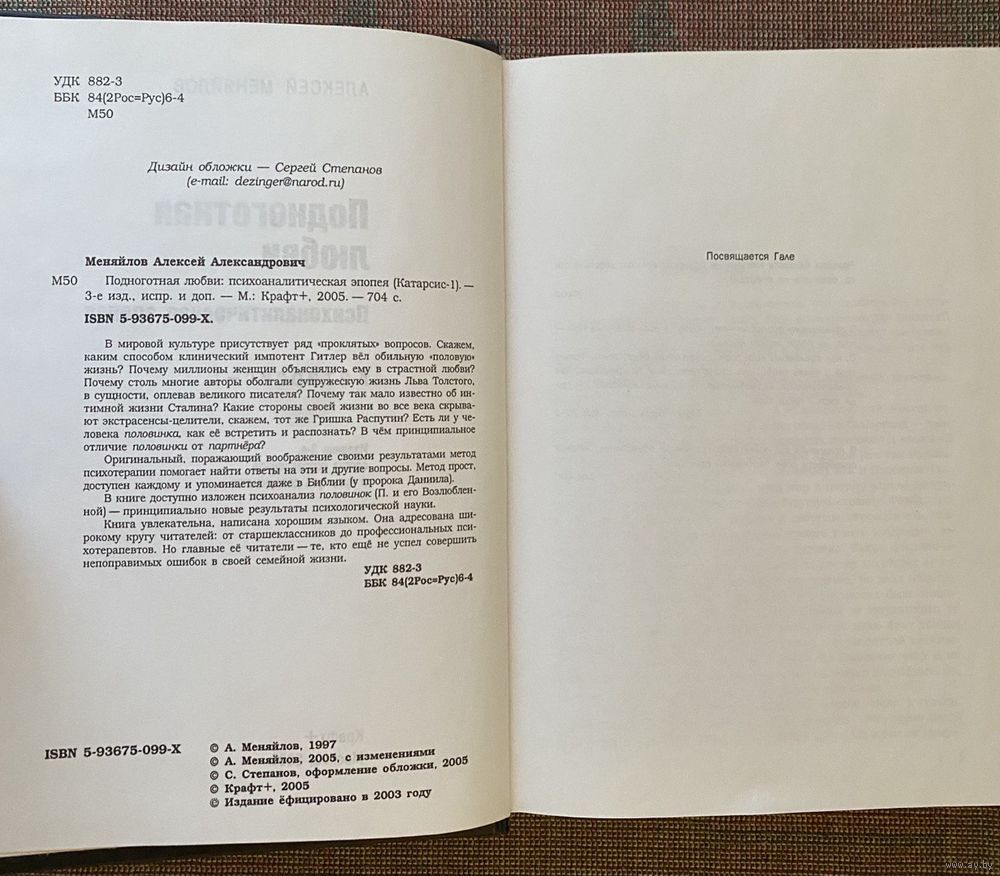 УДК 882-3
ББК 84(2Рос=Рус)6-4
М50
Дизайн обложки — Сергей Степанов
(e-mail: dezinger@narod.ru)
Меняйлов Алексей Александрович
М50 Подноготная любви: психоаналитическая эпопея (Катарсис-1). —
3-е изд., испр. и доп. — М.: Крафт+, 2005. — 704 с.
ISBN 5-93675-099-X.
В мировой культуре присутствует ряд «проклятых» вопросов. Скажем,
каким способом клинический импотент Гитлер вёл обильную «половую»
жизнь? Почему миллионы женщин объяснялись ему в страстной любви?
Почему столь многие авторы оболгали супружескую жизнь Льва Толстого,
в сущности, оплевав великого писателя? Почему так мало известно об ин-
тимной жизни Сталина? Какие стороны своей жизни во все века скрыва-
ют экстрасенсы-целители, скажем, тот же Гришка Распутин? Есть ли у че-
ловека половинка, как её встретить и распознать? В чём принципиальное
отличие половинки от партнёра?
Оригинальный, поражающий воображение своими результатами метод
психотерапии помогает найти ответы на эти и другие вопросы. Метод прост,
доступен каждому и упоминается даже в Библии (у пророка Даниила).
В книге доступно изложен психоанализ половинок (П. и его Возлюблен-
ной) — принципиально новые результаты психологической науки.
Книга увлекательна, написана хорошим языком. Она адресована ши-
рокому кругу читателей: от старшеклассников до профессиональных пси-
хотерапевтов. Но главные её читатели — те, кто ещё не успел совершить
непоправимых ошибок в своей семейной жизни.
УДК 882-3
ББК 84(2Рос=Рус)6-4
ISBN 5-93675-099-X
© А. Меняйлов, 1997
© А. Меняйлов, 2005, с изменениями
© С. Степанов, оформление обложки, 2005
© Крафт+, 2005
© Издание ёфицировано в 2003 году
Посвящается Гале
www.ay.by